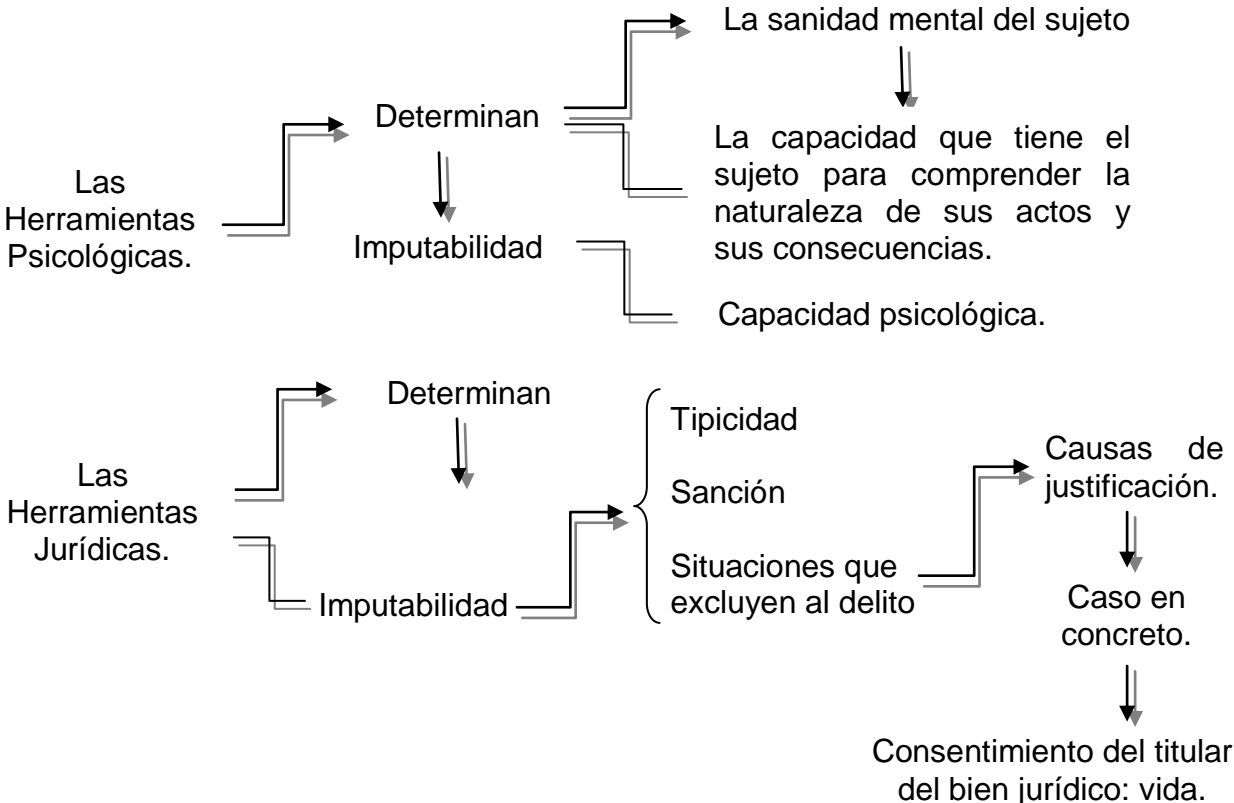 La sanidad mental del sujeto
Determinan
La capacidad que tiene el
sujeto para comprender la
naturaleza de sus actos y
sus consecuencias.
Las
Herramientas
Psicológicas.
Imputabilidad
Capacidad psicológica.
Determinan
Tipicidad
Sanción
Situaciones que
excluyen al delito
Causas de
justificación.
Las
Herramientas
Jurídicas.
Imputabilidad
Caso en
concreto.
Consentimiento del titular
del bien jurídico: vida.